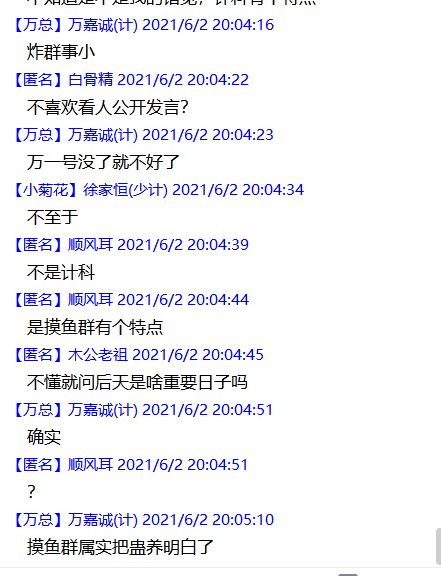 【万总】万嘉诚(计) 2021/6/2 20:04:16
炸群事小
【匿名】白骨精 2021/6/2 20:04:22
不喜欢看人公开发言？
【万总】万嘉诚(计) 2021/6/2 20:04:23
万一号没了就不好了
【小菊花】徐家恒(少计) 2021/6/2 20:04:34
不至于
【匿名】顺风耳 2021/6/2 20:04:39
不是计科
【匿名】顺风耳 2021/6/2 20:04:44
是摸鱼群有个特点
【匿名】木公老祖 2021/6/2 20:04:45
不懂就问后天是啥重要日子吗
【万总】万嘉诚(计) 2021/6/2 20:04:51
确实
【匿名】顺风耳 2021/6/2 20:04:51
？
【万总】万嘉诚(计) 2021/6/2 20:05:10
摸鱼群属实把蛊养明白了